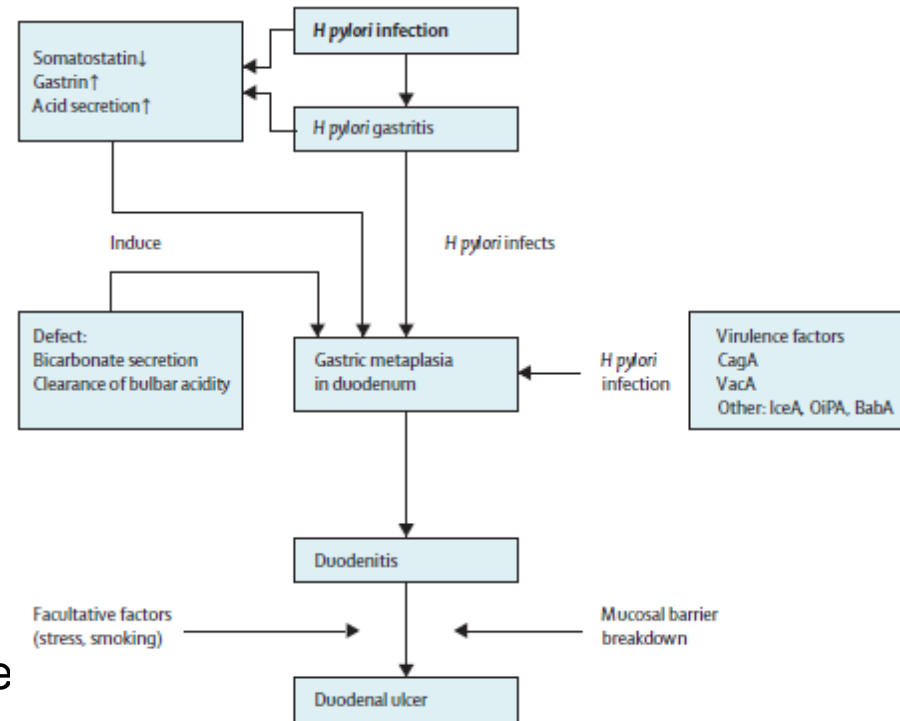 H pylori infection
Somatostatin↓
Gastrin↑
Acid secretion↑
H pylori gastritis
Induce
H pylori infects
Defect:
Bicarbonate secretion
Clearance of bulbar acidity
Gastric metaplasia
in duodenum
H pylori
infection
Virulence factors
CagA
VacA
Other: IceA, OiPA, BabA
Duodenitis
Facultative factors
(stress, smoking)
Mucosal barrier
breakdown
e
Duodenal ulcer